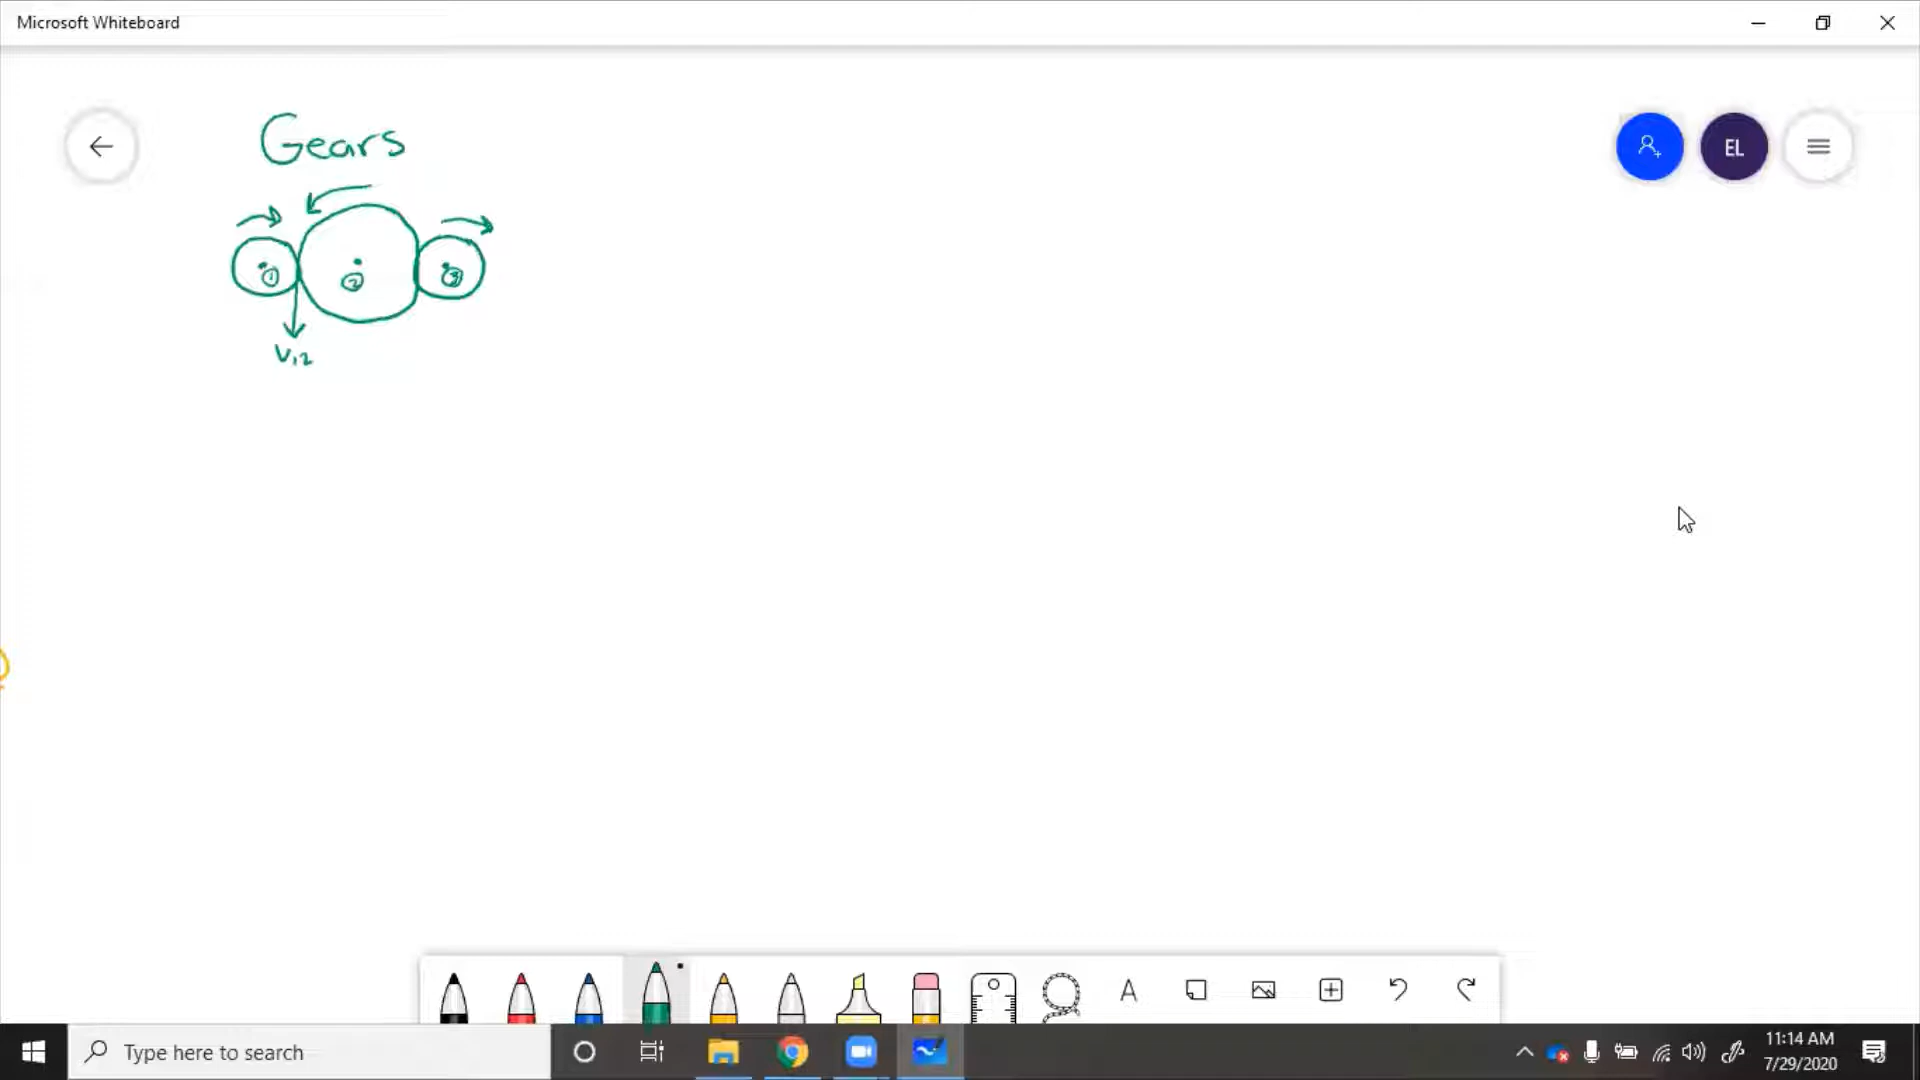 Microsoft Whiteboard
Gears
EL
① ② ③
V12
A
Type here to search
11:14 AM
7/29/2020